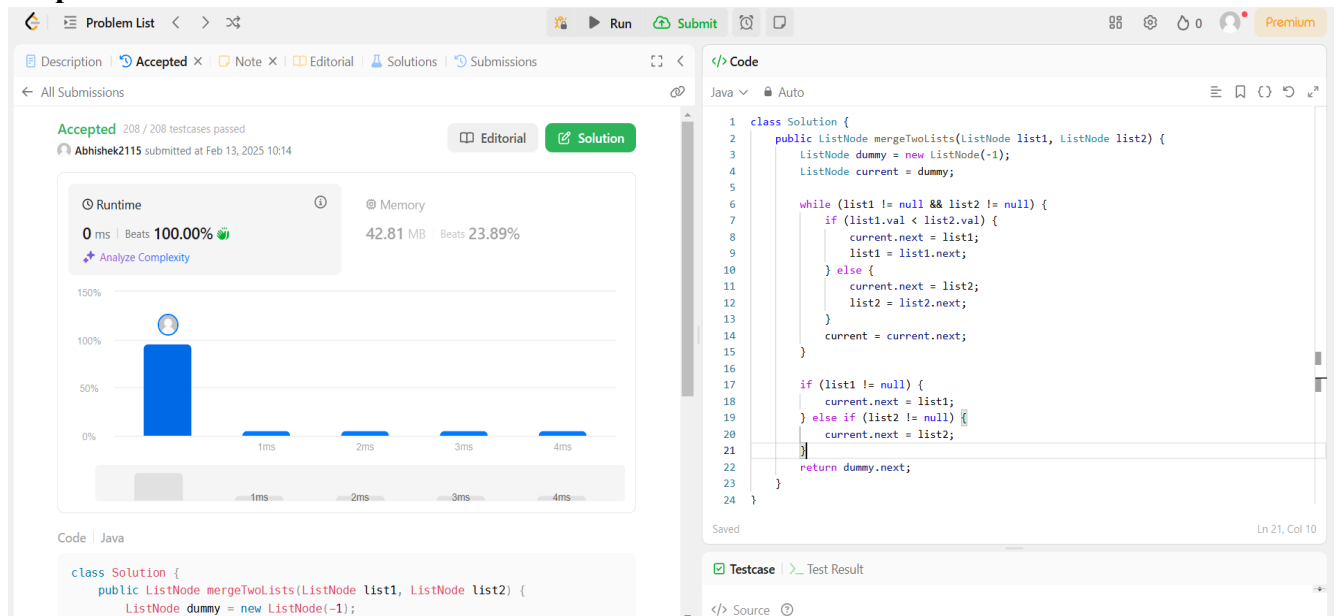 Problem List
Run
Submit
0
Premium
Description
Accepted
Note
Editorial
Solutions
Submissions
All Submissions
Accepted 208 / 208 testcases passed
Abhishek2115 submitted at Feb 13, 2025 10:14
Editorial
Solution
Runtime
0 ms Beats 100.00%
Analyze Complexity
Memory
42.81 MB Beats 23.89%
150%
100%
50%
0%
1ms 2ms 3ms 4ms
1ms 2ms 3ms 4ms
Code Java
class Solution {
public ListNode mergeTwoLists(ListNode list1, ListNode list2) {
ListNode dummy = new ListNode(-1);
</> Code
Java Auto
1 class Solution {
2 public ListNode mergeTwoLists(ListNode list1, ListNode list2) {
3 ListNode dummy = new ListNode(-1);
4 ListNode current = dummy;
5
6 while (list1 != null && list2 != null) {
7 if (list1.val < list2.val) {
8 current.next = list1;
9 list1 = list1.next;
10 } else {
11 current.next = list2;
12 list2 = list2.next;
13 }
14 current = current.next;
15 }
16
17 if (list1 != null) {
18 current.next = list1;
19 } else if (list2 != null) {
20 current.next = list2;
21 }
22 return dummy.next;
23 }
24 }
Saved
Ln 21, Col 10
Testcase
>_ Test Result
</> Source